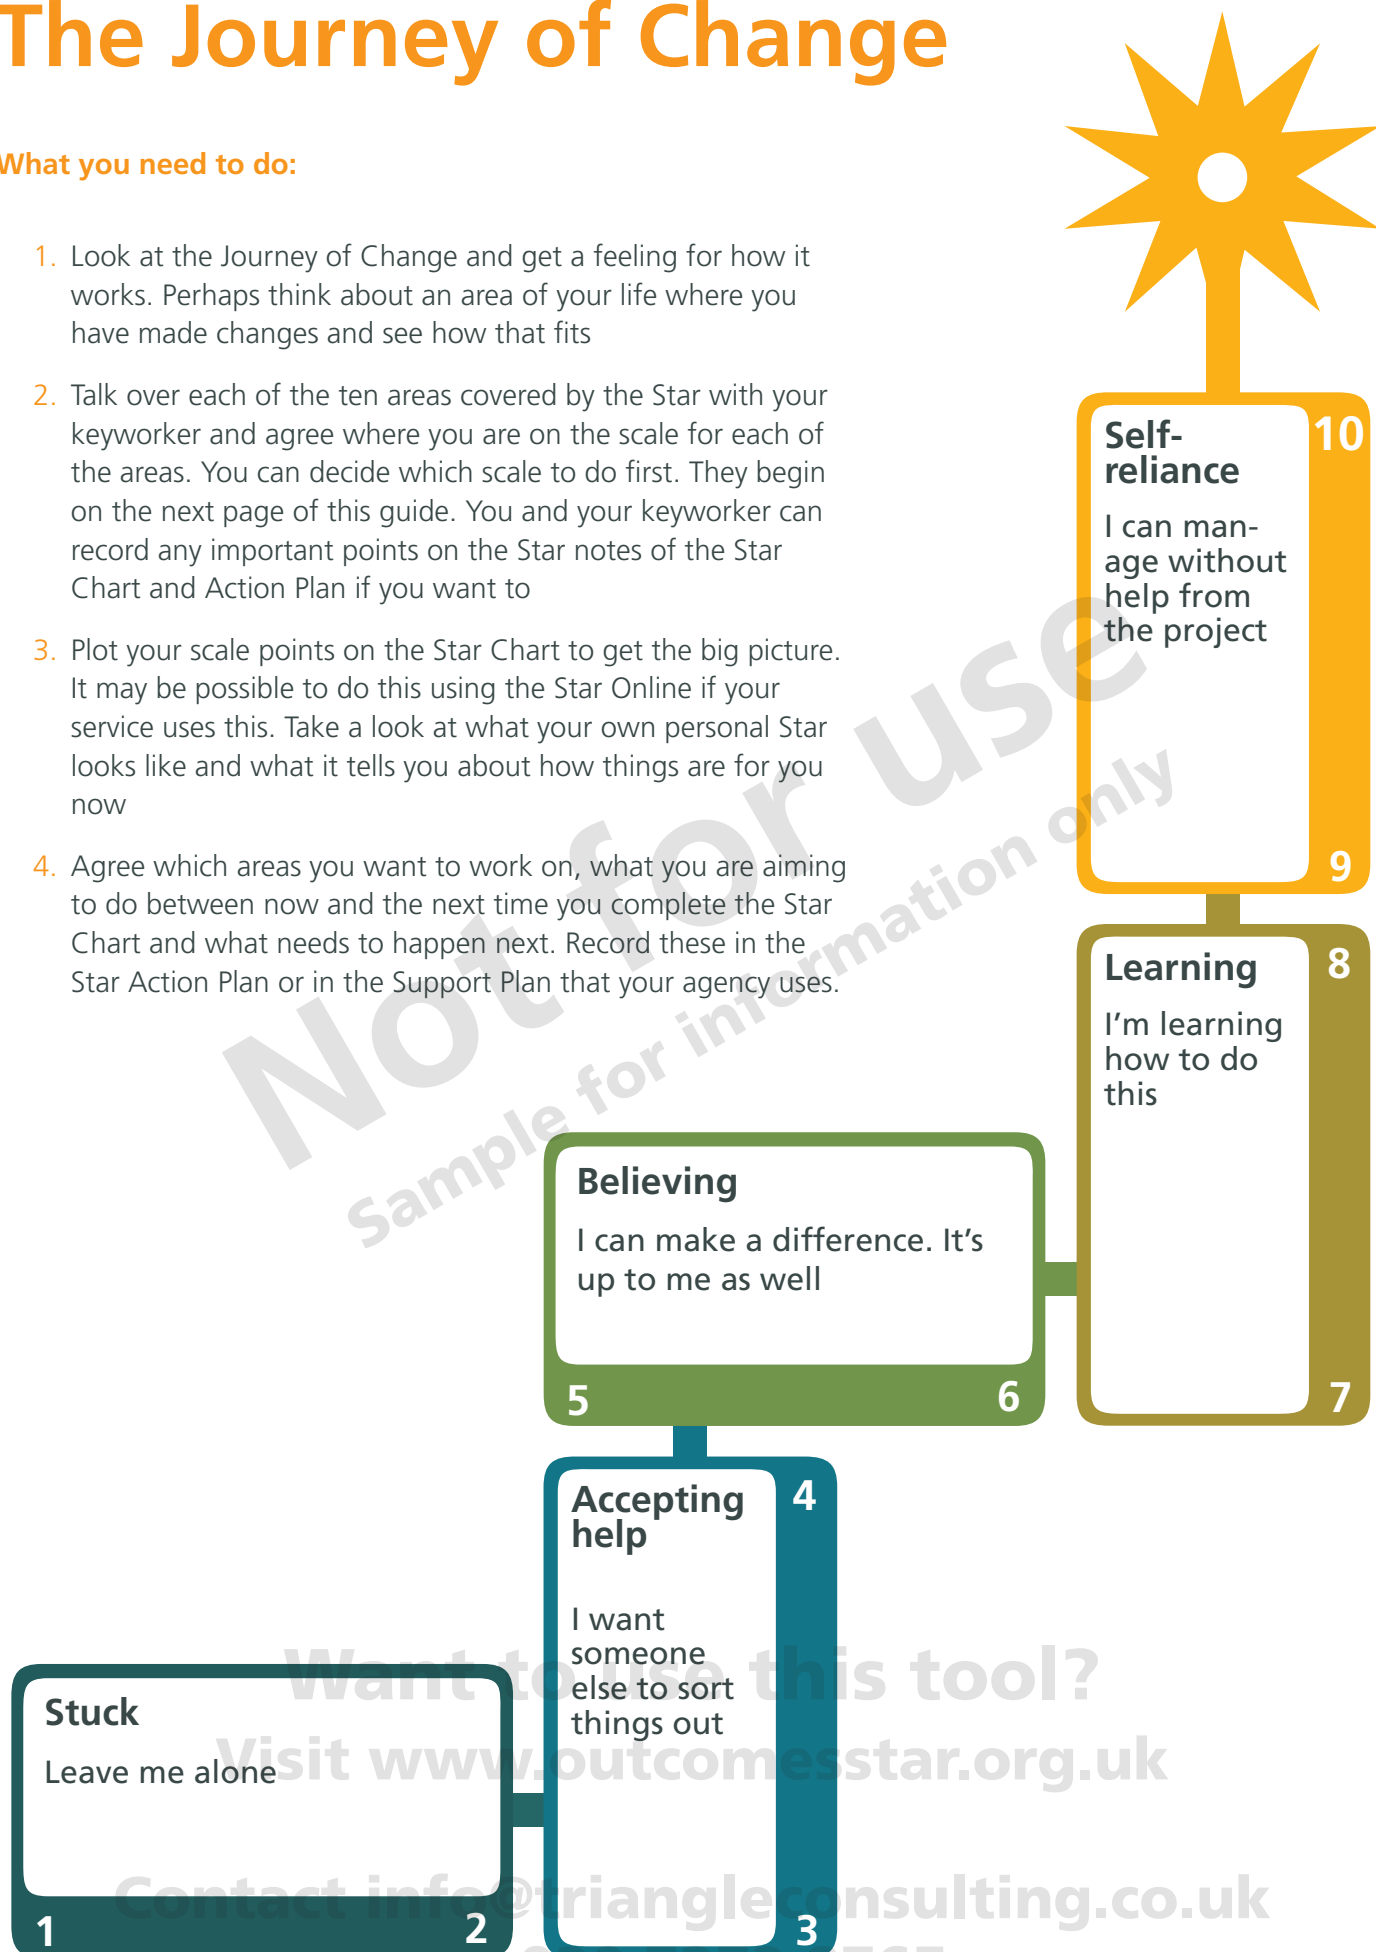 The Journey of Change
What you need to do:
1. Look at the Journey of Change and get a feeling for how it
works. Perhaps think about an area of your life where you
have made changes and see how that fits
2. Talk over each of the ten areas covered by the Star with your
keyworker and agree where you are on the scale for each of
the areas. You can decide which scale to do first. They begin
on the next page of this guide. You and your keyworker can
record any important points on the Star notes of the Star
Chart and Action Plan if you want to
3. Plot your scale points on the Star Chart to get the big picture.
It may be possible to do this using the Star Online if your
service uses this. Take a look at what your own personal Star
looks like and what it tells you about how things are for you
now
4. Agree which areas you want to work on, what you are aiming
to do between now and the next time you complete the Star
Chart and what needs to happen next. Record these in the
Star Action Plan or in the Support Plan that your agency uses.
Self-
reliance
10
I can man-
age without
help from
the project
9
Learning
8
I'm learning
how to do
this
7
Believing
I can make a difference. It's
up to me as well
5
6
Accepting
help
4
I want
someone
else to sort
things out
3
Stuck
Leave me alone
1
2
Not for use
Sample for information only
Want to use this tool?
Visit www.outcomesstar.org.uk
Contact info@triangleconsulting.co.uk